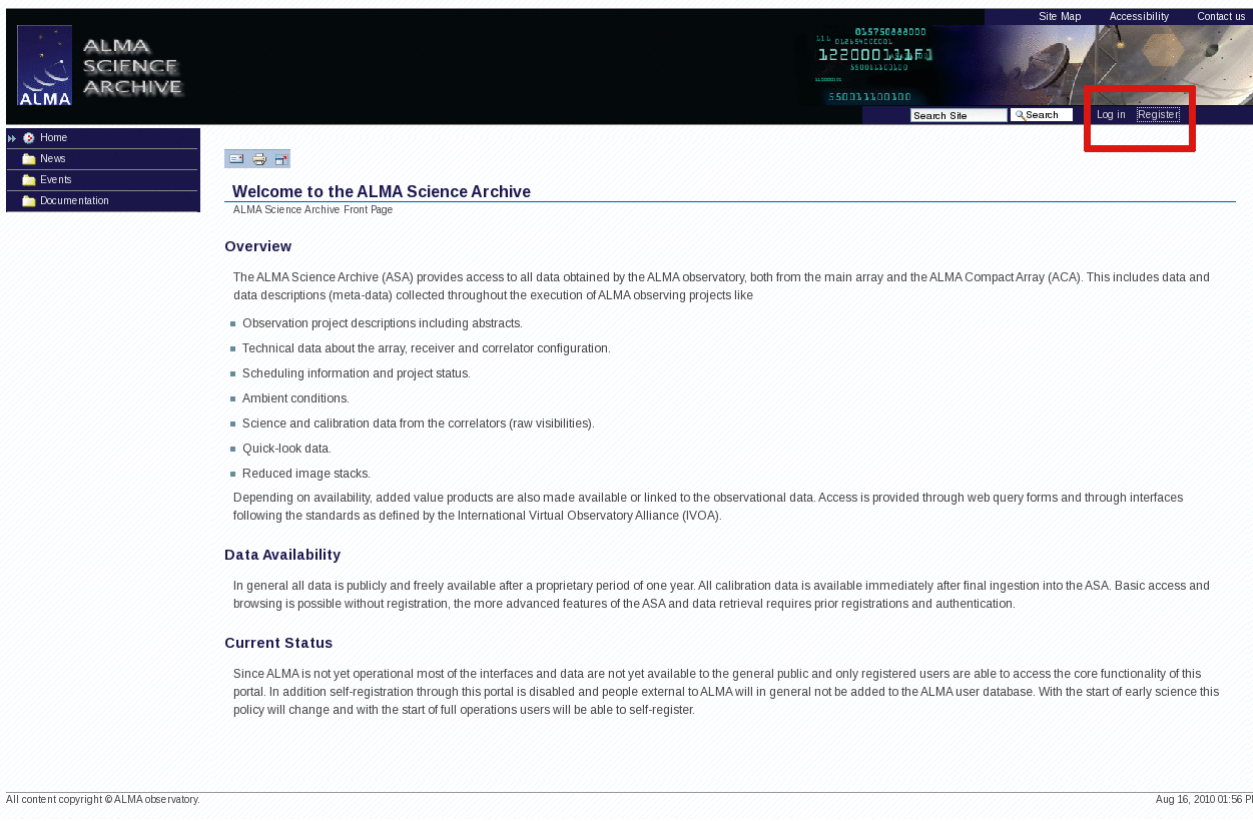 Site Map Accessibility Contact us
ALMA
ALMA
SCIENCE
ARCHIVE
550011100100
Search Site Search Log in Register
Home
News
Events
Documentation
Welcome to the ALMA Science Archive
ALMA Science Archive Front Page
Overview
The ALMA Science Archive (ASA) provides access to all data obtained by the ALMA observatory, both from the main array and the ALMA Compact Array (ACA). This includes data and
data descriptions (meta-data) collected throughout the execution of ALMA observing projects like
Observation project descriptions including abstracts.
Technical data about the array, receiver and correlator configuration.
Scheduling information and project status.
Ambient conditions.
Science and calibration data from the correlators (raw visibilities).
Quick-look data.
Reduced image stacks.
Depending on availability, added value products are also made available or linked to the observational data. Access is provided through web query forms and through interfaces
following the standards as defined by the International Virtual Observatory Alliance (IVOA).
Data Availability
In general all data is publicly and freely available after a proprietary period of one year. All calibration data is available immediately after final ingestion into the ASA. Basic access and
browsing is possible without registration, the more advanced features of the ASA and data retrieval requires prior registrations and authentication.
Current Status
Since ALMA is not yet operational most of the interfaces and data are not yet available to the general public and only registered users are able to access the core functionality of this
portal. In addition self-registration through this portal is disabled and people external to ALMA will in general not be added to the ALMA user database. With the start of early science this
policy will change and with the start of full operations users will be able to self-register.
All content copyright © ALMA observatory.
Aug 16, 2010 01:56 P